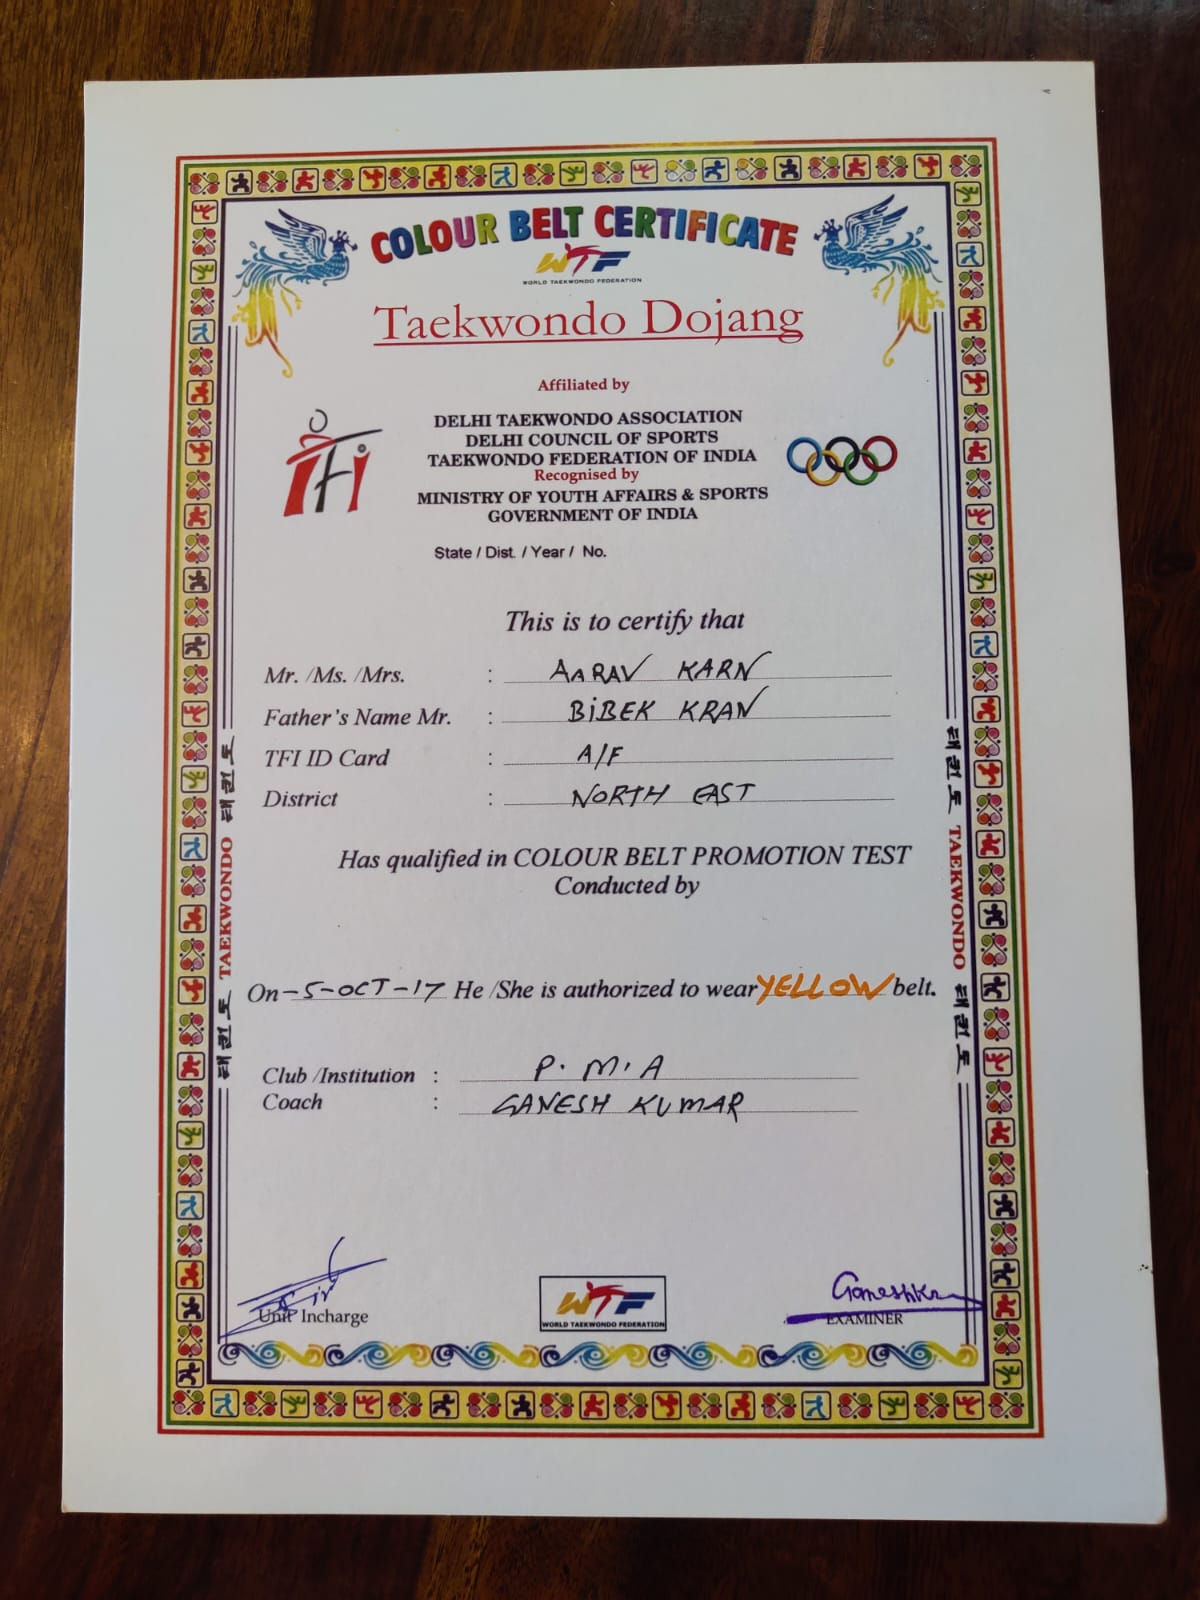 COLOUR BELT CERTIFICATE
WTF
WORLD TAEKWONDO FEDERATION
Taekwondo Dojang
Affiliated by
TFI
DELHI TAEKWONDO ASSOCIATION
DELHI COUNCIL OF SPORTS
TAEKWONDO FEDERATION OF INDIA
Recognised by
MINISTRY OF YOUTH AFFAIRS & SPORTS
GOVERNMENT OF INDIA
State / Dist. / Year / No.
This is to certify that
Mr. /Ms. /Mrs. : AARAV KARN
Father's Name Mr. : BIBEK KRAN
TFI ID Card : A/F
District : NORTH EAST
Has qualified in COLOUR BELT PROMOTION TEST
Conducted by
On -5-OCT-17 He /She is authorized to wear YELLOW belt.
Club /Institution : P. M. A
Coach : GANESH KUMAR
Unit Incharge
WTF
WORLD TAEKWONDO FEDERATION
EXAMINER
태권도 TAEKWONDO 태권도
태권도 TAEKWONDO 태권도